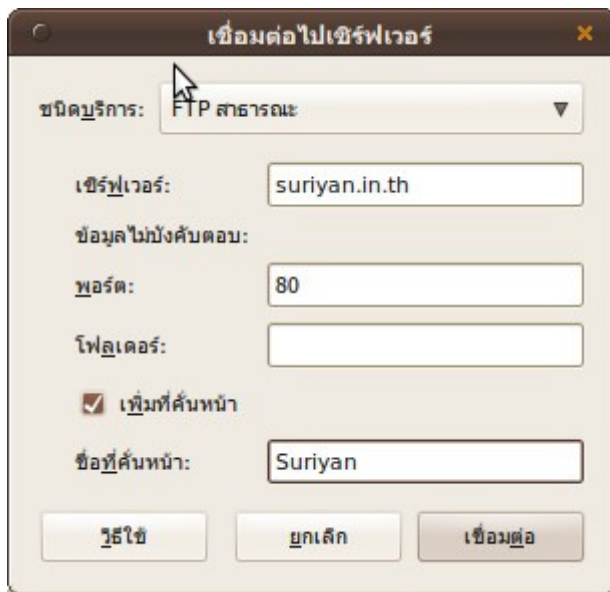 เชื่อมต่อไปเซิร์ฟเวอร์
ชนิดบริการ: FTP สาธารณะ
เซิร์ฟเวอร์: suriyan.in.th
ข้อมูลไม่บังคับตอบ:
พอร์ต: 80
โฟลเดอร์:
เพิ่มที่คั่นหน้า
ชื่อที่คั่นหน้า: Suriyan
วิธีใช้ ยกเลิก เชื่อมต่อ